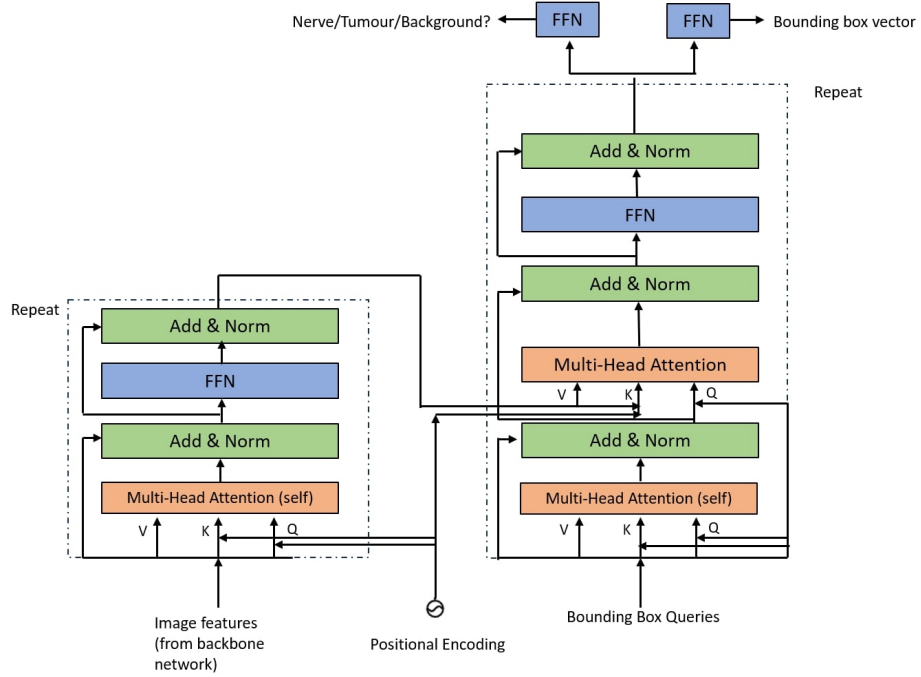 Nerve/Tumour/Background?
FFN
FFN
Bounding box vector
Repeat
Add & Norm
FFN
Add & Norm
Multi-Head Attention
V
K
Q
Add & Norm
Multi-Head Attention (self)
V
K
Q
Bounding Box Queries
Repeat
Add & Norm
FFN
Add & Norm
Multi-Head Attention (self)
V
K
Q
Image features
(from backbone
network)
Positional Encoding